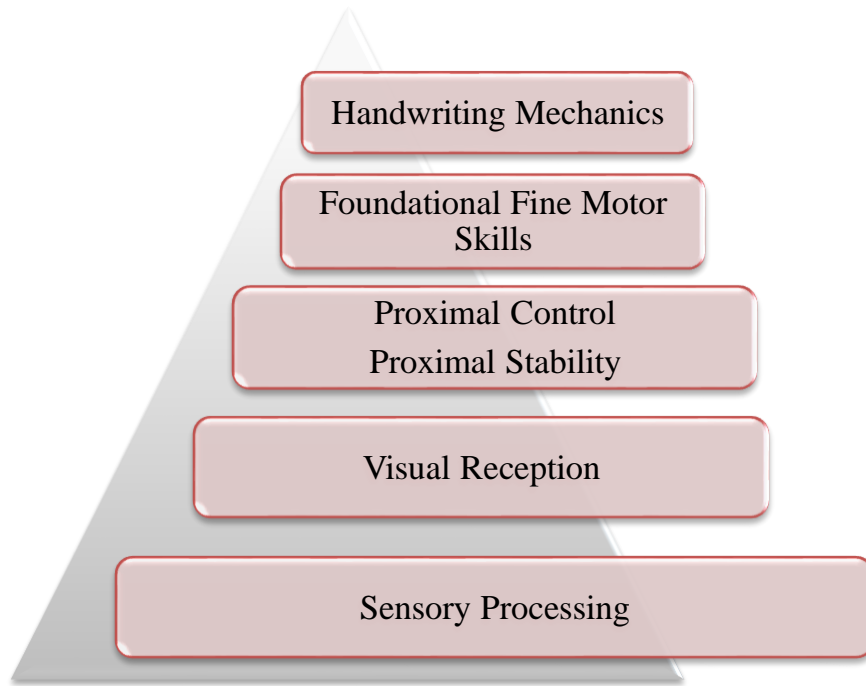 Handwriting Mechanics
Foundational Fine Motor
Skills
Proximal Control
Proximal Stability
Visual Reception
Sensory Processing